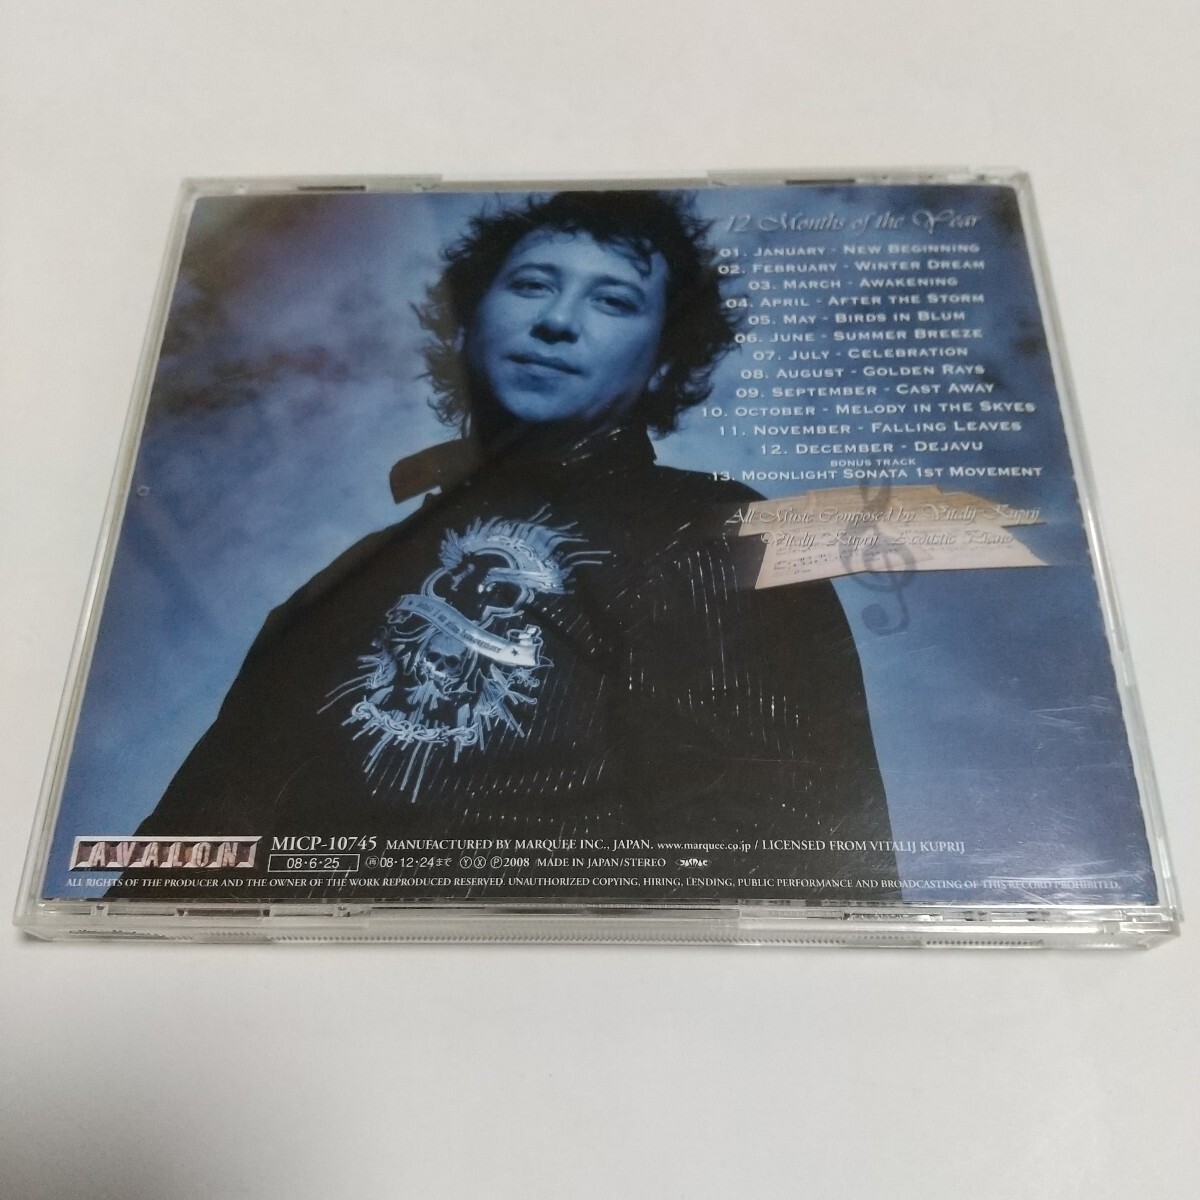 12 Months of the Year
01. JANUARY - NEW BEGINNING
02. FEBRUARY - WINTER DREAM
03. MARCH - AWAKENING
04. APRIL - AFTER THE STORM
05. MAY - BIRDS IN BLUM
06. JUNE - SUMMER BREEZE
07. JULY - CELEBRATION
08. AUGUST - GOLDEN RAYS
09. SEPTEMBER - CAST AWAY
10. OCTOBER - MELODY IN THE SKYES
11. NOVEMBER - FALLING LEAVES
12. DECEMBER - DEJAVU
BONUS TRACK
13. MOONLIGHT SONATA 1ST MOVEMENT
All Music Composed by Vitalij Kuprij
Vitalij Kuprij Acoustic Piano
AVALON
MICP-10745 MANUFACTURED BY MARQUEE INC., JAPAN. www.marquee.co.jp / LICENSED FROM VITALIJ KUPRIJ
08·6·25 再 08·12·24まで Y X P 2008 MADE IN JAPAN/STEREO JASRAC
ALL RIGHTS OF THE PRODUCER AND THE OWNER OF THE WORK REPRODUCED RESERVED. UNAUTHORIZED COPYING, HIRING, LENDING, PUBLIC PERFORMANCE AND BROADCASTING OF THIS RECORD PROHIBITED.